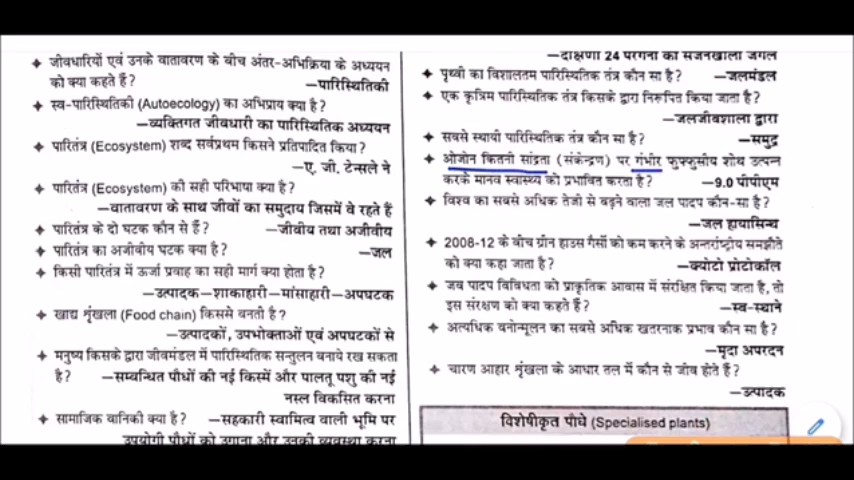 जीवधारियों एवं उनके वातावरण के बीच अंतर-अभिक्रिया के अध्ययन
को क्या कहते हैं? —पारिस्थितिकी
स्व-पारिस्थितिकी (Autoecology) का अभिप्राय क्या है?
—व्यक्तिगत जीवधारी का पारिस्थितिक अध्ययन
पारितंत्र (Ecosystem) शब्द सर्वप्रथम किसने प्रतिपादित किया?
—ए. जी. टेन्सले ने
पारितंत्र (Ecosystem) की सही परिभाषा क्या है?
—वातावरण के साथ जीवों का समुदाय जिसमें वे रहते हैं
पारितंत्र के दो घटक कौन से हैं? —जीवीय तथा अजीवीय
पारितंत्र का अजीवीय घटक क्या है? —जल
किसी पारितंत्र में ऊर्जा प्रवाह का सही मार्ग क्या होता है?
—उत्पादक—शाकाहारी—मांसाहारी—अपघटक
खाद्य शृंखला (Food chain) किससे बनती है?
—उत्पादकों, उपभोक्ताओं एवं अपघटकों से
मनुष्य किसके द्वारा जीवमंडल में पारिस्थितिक सन्तुलन बनाये रख सकता
है? —सम्बन्धित पौधों की नई किस्में और पालतू पशु की नई
नस्ल विकसित करना
सामाजिक वानिकी क्या है? —सहकारी स्वामित्व वाली भूमि पर
उपयोगी पौधों को उगाना और उनकी व्यवस्था करना
—दक्षिणी 24 परगना का सजनखाली जंगल
पृथ्वी का विशालतम पारिस्थितिक तंत्र कौन सा है? —जलमंडल
एक कृत्रिम पारिस्थितिक तंत्र किसके द्वारा निरूपित किया जाता है?
—जलजीवशाला द्वारा
सबसे स्थायी पारिस्थितिक तंत्र कौन सा है? —समुद्र
ओजोन कितनी सांद्रता (संकेन्द्रण) पर गंभीर फुफ्फुसीय शोथ उत्पन्न
करके मानव स्वास्थ्य को प्रभावित करता है? —9.0 पीपीएम
विश्व का सबसे अधिक तेजी से बढ़ने वाला जल पादप कौन-सा है?
—जल हायासिन्थ
2008-12 के बीच ग्रीन हाउस गैसों को कम करने के अन्तर्राष्ट्रीय समझौते
को क्या कहा जाता है? —क्योटो प्रोटोकॉल
जब पादप विविधता को प्राकृतिक आवास में संरक्षित किया जाता है, तो
इस संरक्षण को क्या कहते हैं? —स्व-स्थाने
अत्यधिक वनोन्मूलन का सबसे अधिक खतरनाक प्रभाव कौन सा है?
—मृदा अपरदन
चारण आहार शृंखला के आधार तल में कौन से जीव होते हैं?
—उत्पादक
विशेषीकृत पौधे (Specialised plants)